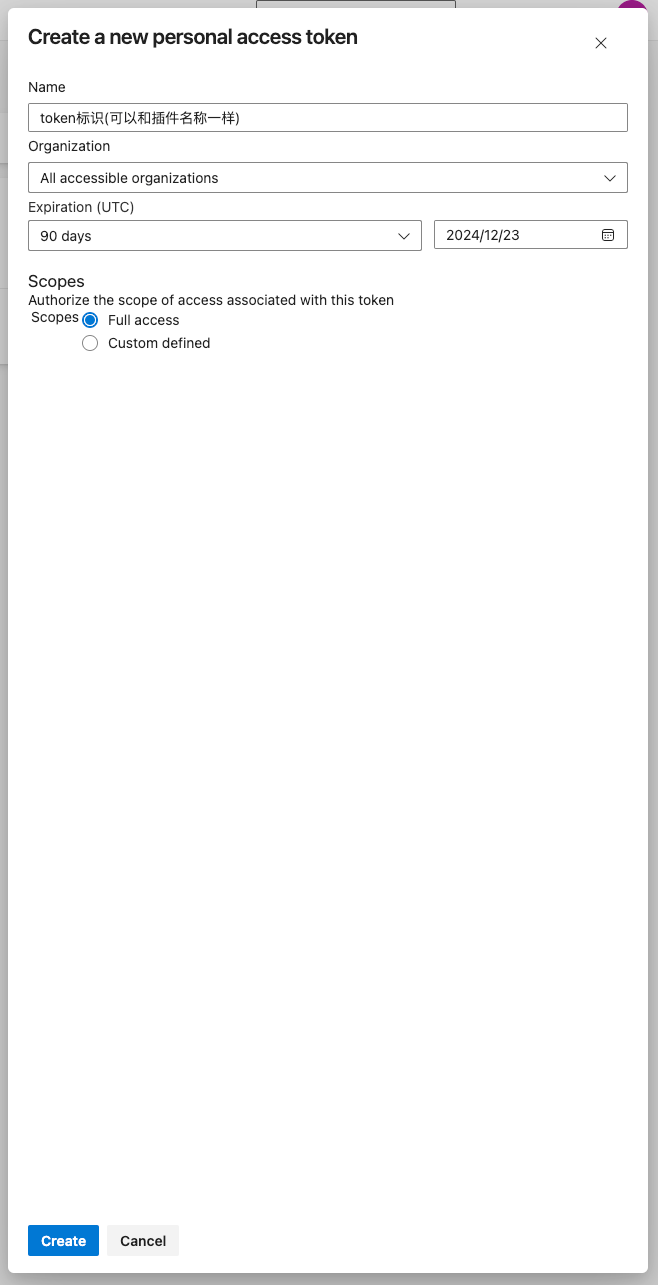 Create a new personal access token
Name
token标识(可以和插件名称一样)
Organization
All accessible organizations
Expiration (UTC)
90 days
2024/12/23
Scopes
Authorize the scope of access associated with this token
Scopes
Full access
Custom defined
Create
Cancel